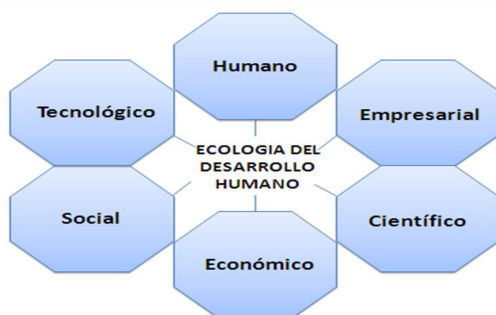 Humano
Tecnológico
Empresarial
ECOLOGIA DEL
DESARROLLO
HUMANO
Social
Científico
Económico